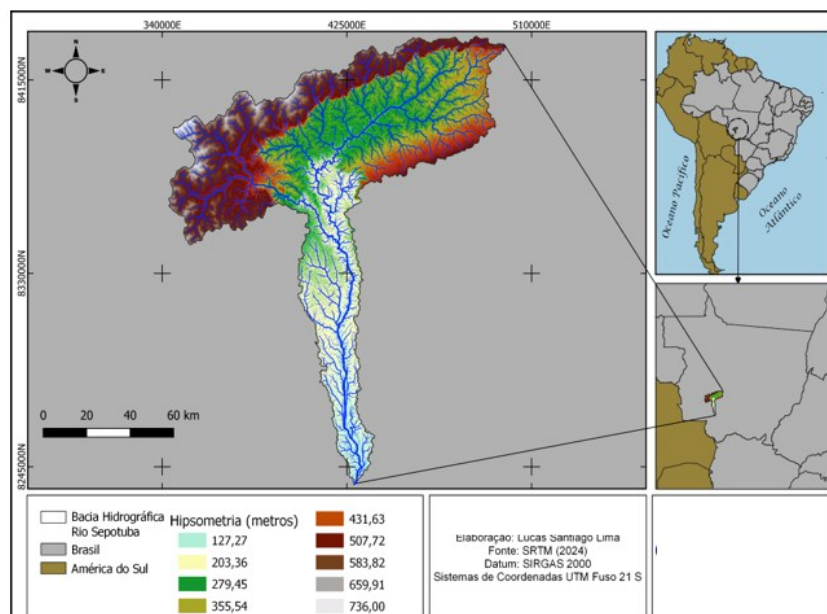 340000E
425000E
510000E
N
W
E
S
8415000N
8415000N
8330000N
8330000N
8245000N
8245000N
0
20
40
60 km
Oceano Pacífico
Oceano
Atlântico
Bacia Hidrográfica
Rio Sepotuba
Brasil
América do Sul
Hipsometria (metros)
127,27
203,36
279,45
355,54
431,63
507,72
583,82
659,91
736,00
Elaboração: Lucas Santiago Lima
Fonte: SRTM (2024)
Datum: SIRGAS 2000
Sistemas de Coordenadas UTM Fuso 21 S